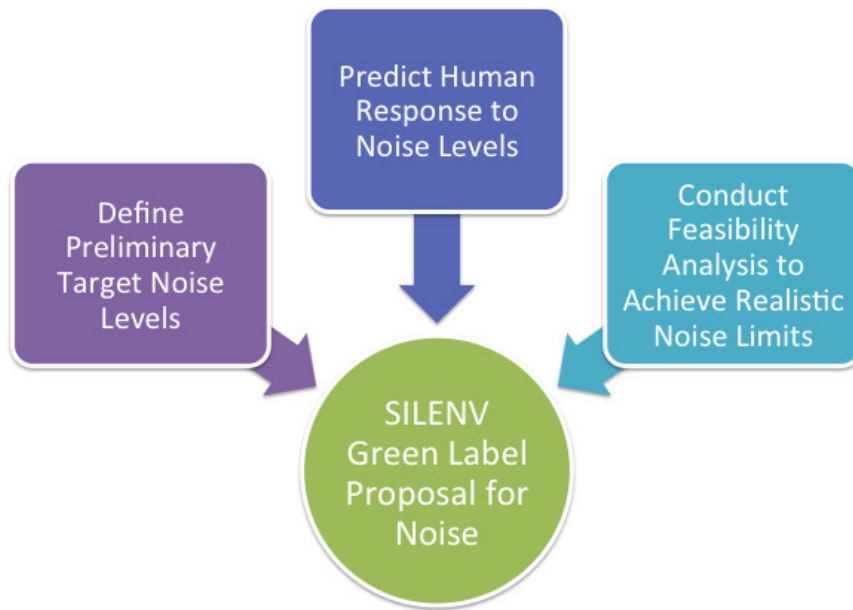 Predict Human
Response to
Noise Levels
Define
Preliminary
Target Noise
Levels
Conduct
Feasibility
Analysis to
Achieve Realistic
Noise Limits
SILENV
Green Label
Proposal for
Noise